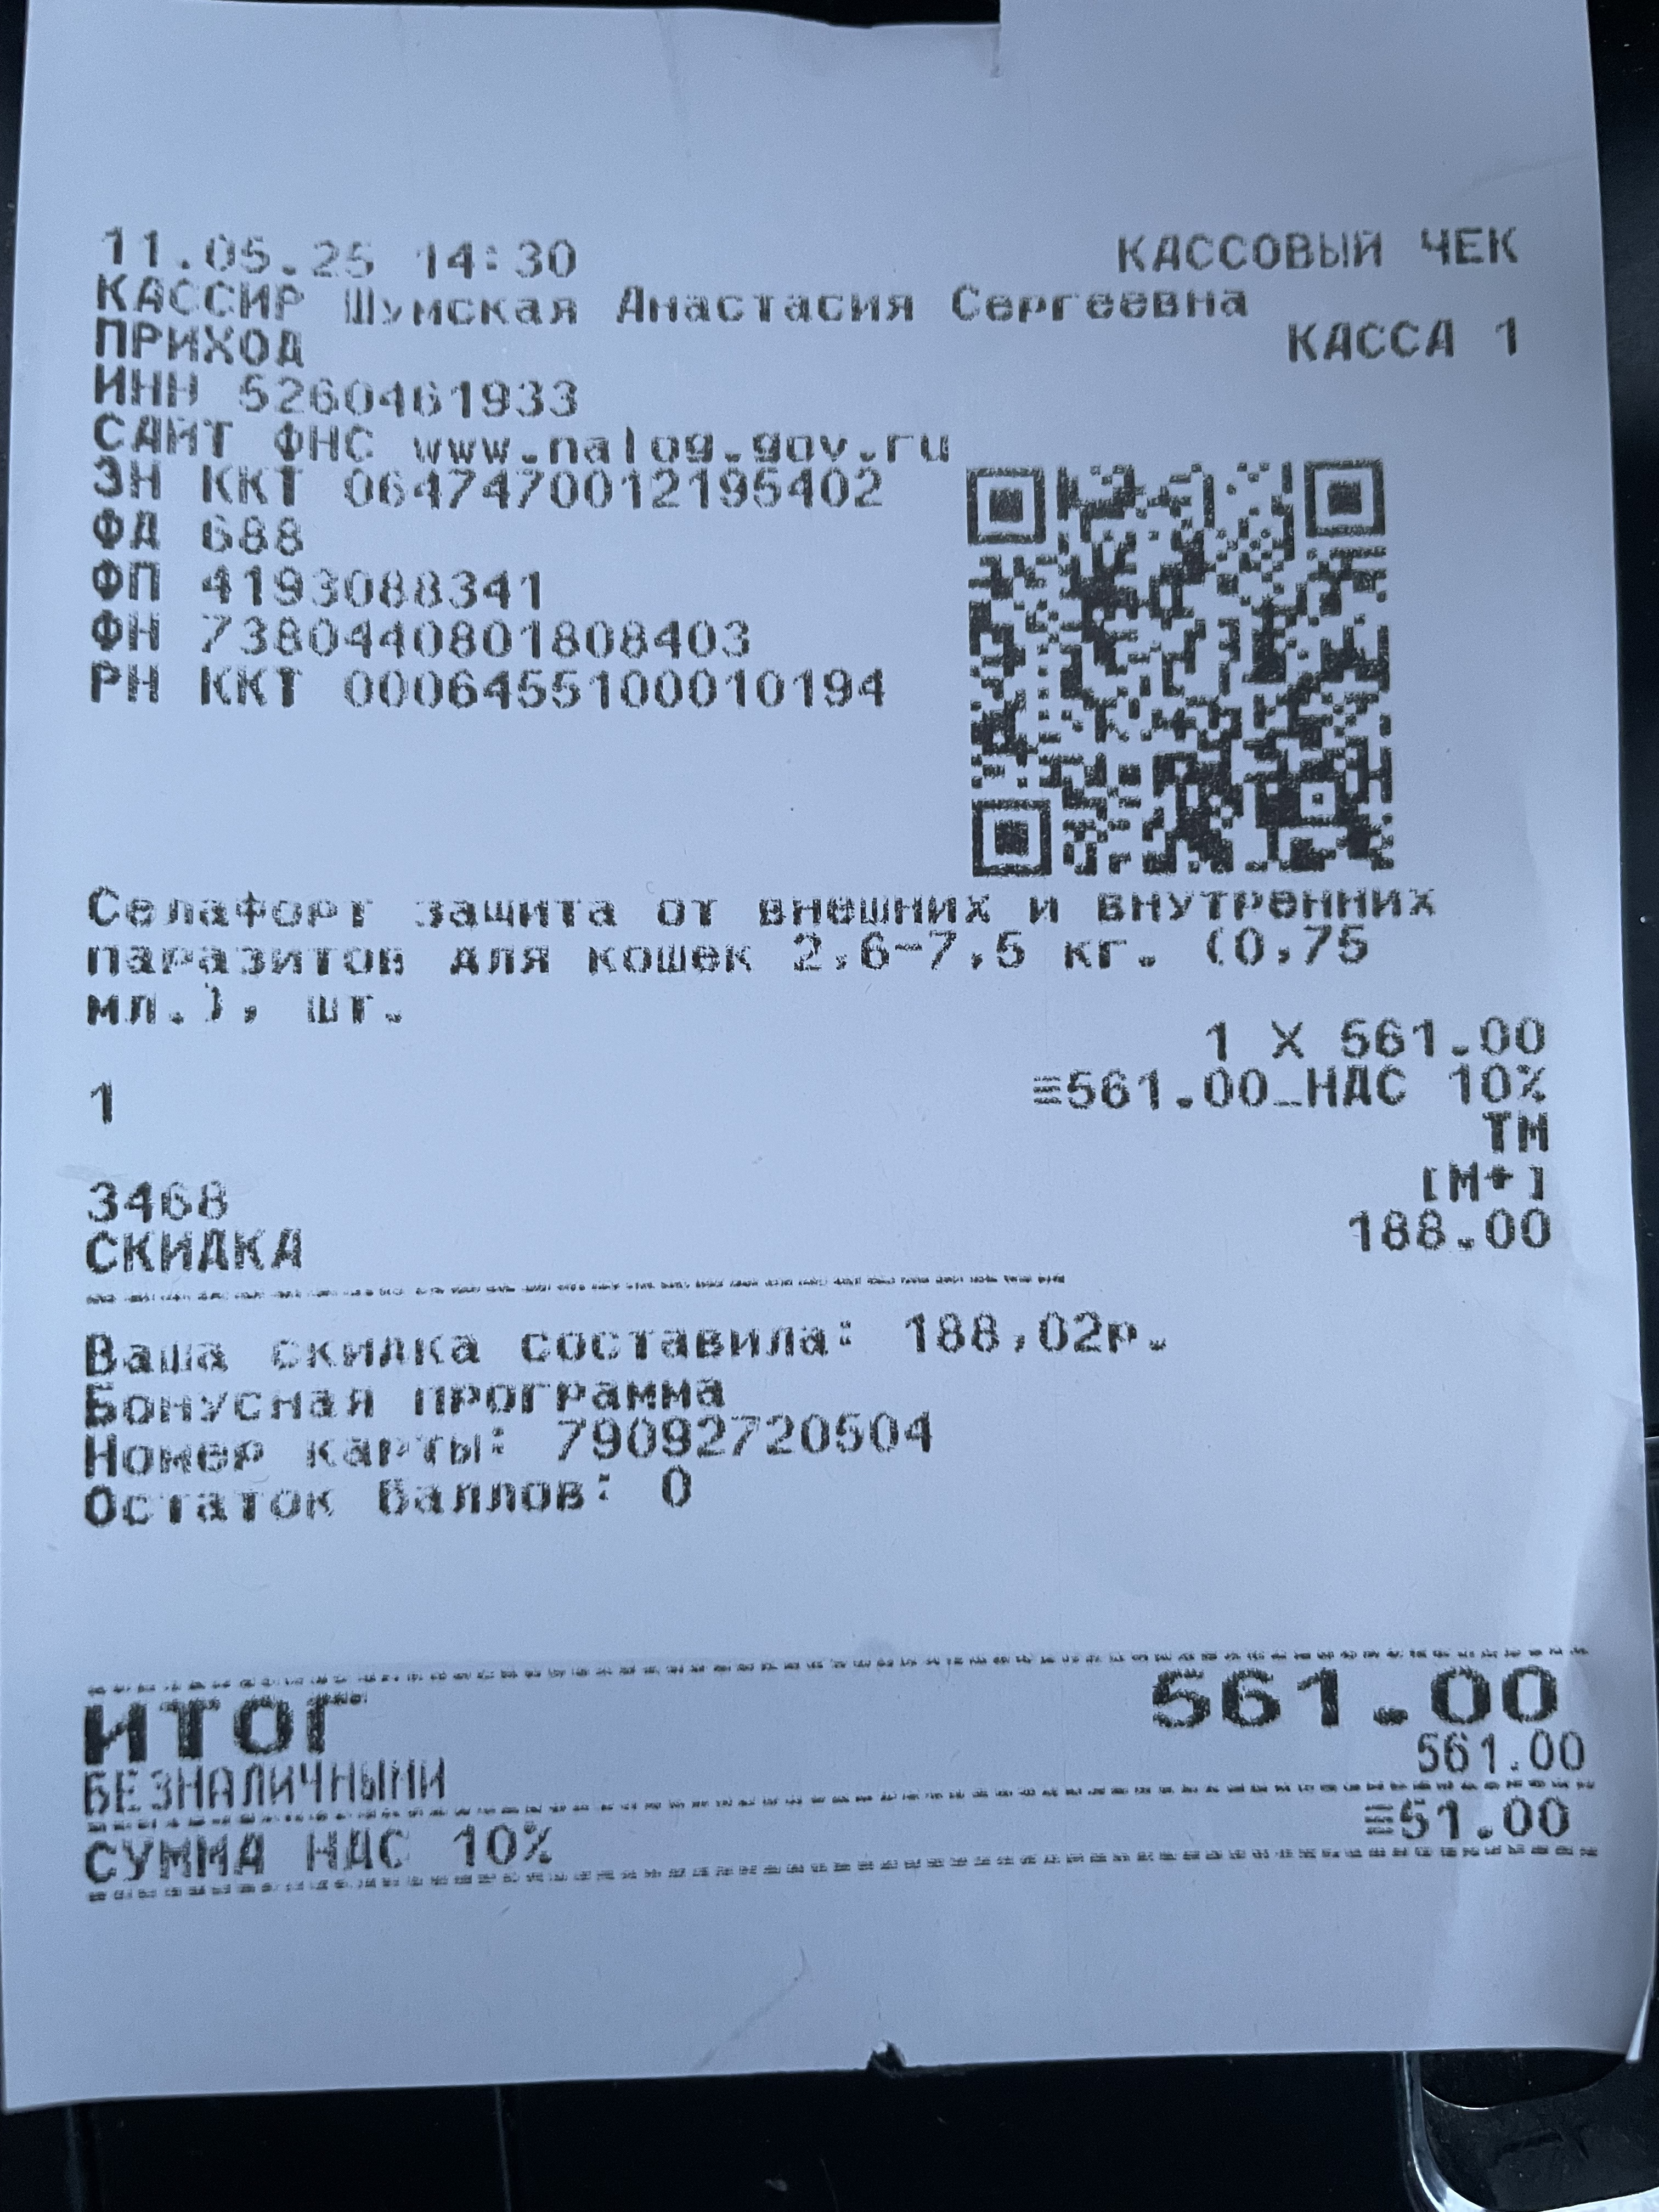 11.05.25 14:30 КАССОВЫЙ ЧЕК
КАССИР Шумская Анастасия Сергеевна
ПРИХОД КАССА 1
ИНН 5260461933
САЙТ ФНС www.nalog.gov.ru
ЗН ККТ 0647470012195402
ФД 688
ФП 4193088341
ФН 7380440801808403
РН ККТ 0006455100010194
Селафорт защита от внешних и внутренних
паразитов для кошек 2,6-7,5 кг. (0,75
мл.), шт.
1 X 561.00
1 ≡561.00_НДС 10%
ТМ
3468 [М+]
СКИДКА 188.00
Ваша скидка составила: 188,02р.
Бонусная программа
Номер карты: 79092720504
Остаток баллов: 0
ИТОГ 561.00
БЕЗНАЛИЧНЫМИ 561.00
СУММА НДС 10% ≡51.00